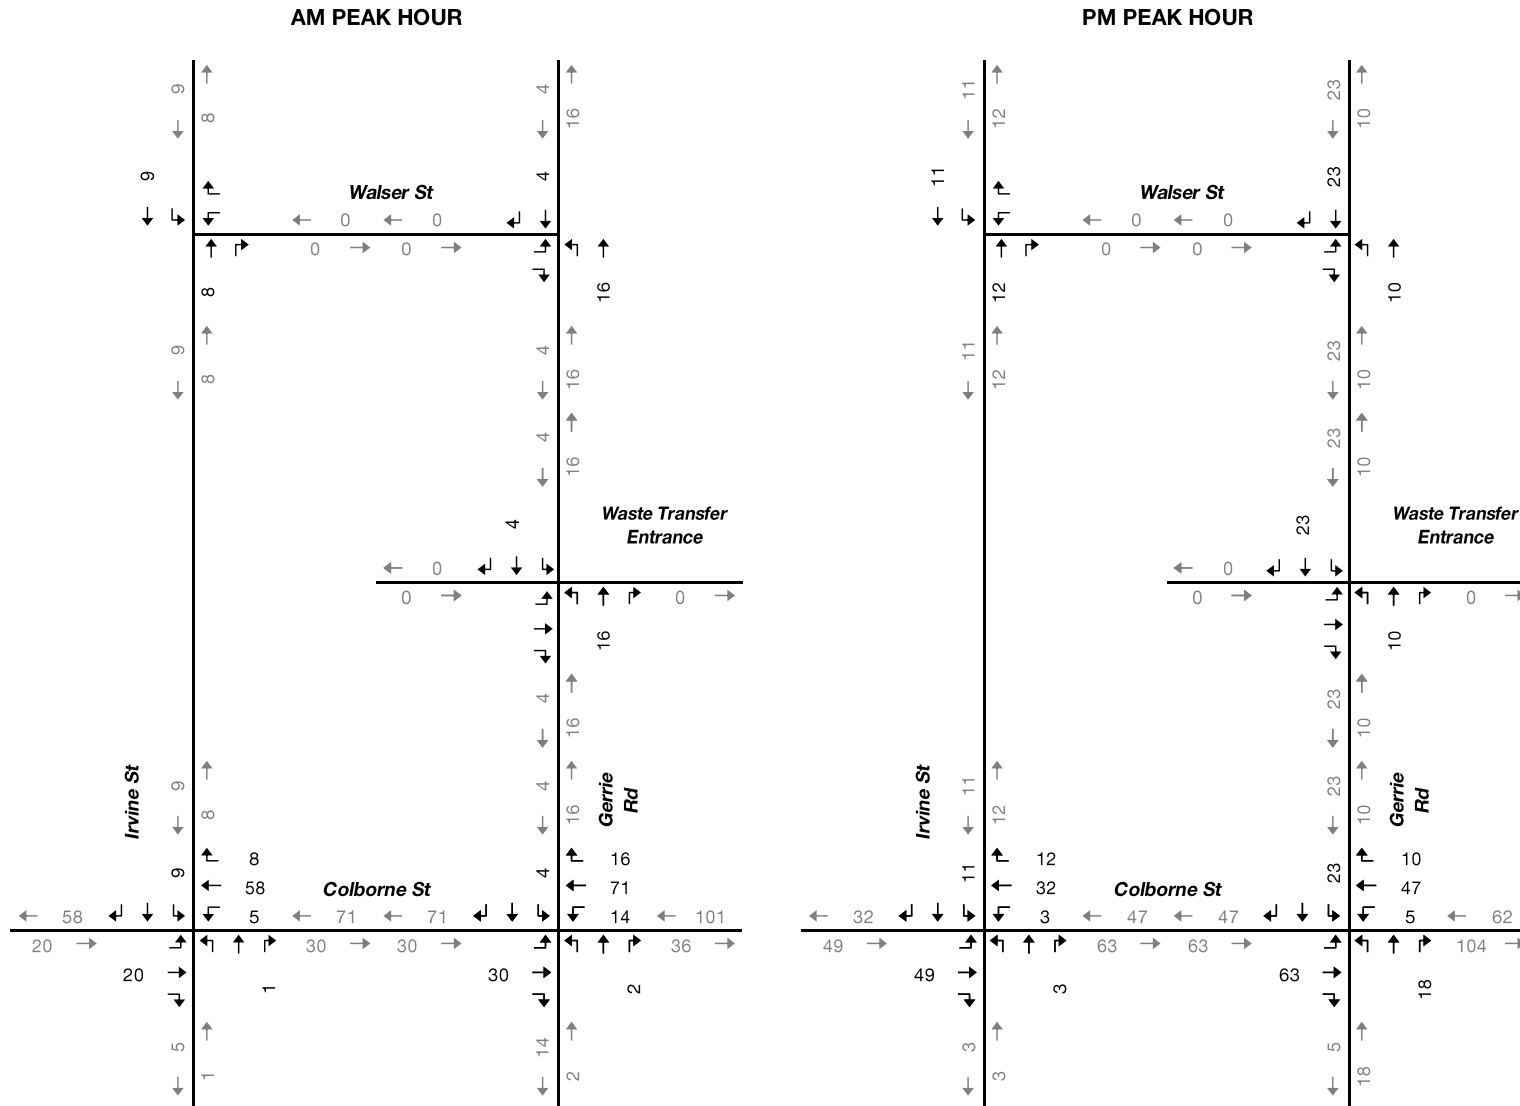 AM PEAK HOUR PM PEAK HOUR
9 4 11 23
8 16 12 10
9 4 11 23
Walser St Walser St
0 0 0 0
0 0 0 0
8 16 12 10
9 4 11 23
8 16 12 10
4 23
16 10
Waste Transfer Waste Transfer
4 Entrance 23 Entrance
0 0
0 0 0 0
16 10
4 23
16 10
Irvine St 9 4 Gerrie Rd Irvine St 11 23 Gerrie Rd
8 16 12 10
8 16 12 10
9 58 4 71 11 32 23 47
Colborne St Colborne St
58 5 71 71 14 101 32 3 47 47 5 62
20 30 30 36 49 63 63 104
20 30 49 63
1 2 3 18
5 14 3 5
1 2 3 18